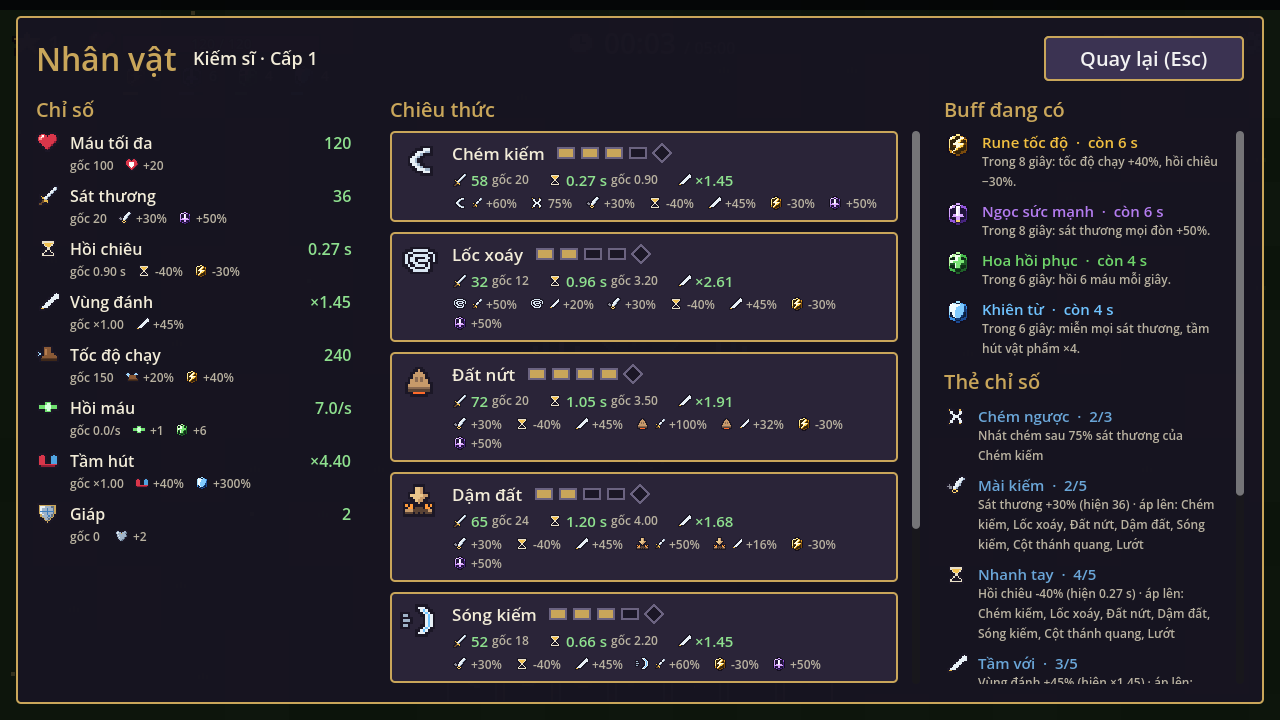 Nhân vật
Kiếm sĩ · Cấp 1
Quay lại (Esc)
Chỉ số
Máu tối đa 120
gốc 100 +20
Sát thương 36
gốc 20 +30% +50%
Hồi chiêu 0.27 s
gốc 0.90 s -40% -30%
Vùng đánh ×1.45
gốc ×1.00 +45%
Tốc độ chạy 240
gốc 150 +20% +40%
Hồi máu 7.0/s
gốc 0.0/s +1 +6
Tầm hút ×4.40
gốc ×1.00 +40% +300%
Giáp 2
gốc 0 +2
Chiêu thức
Chém kiếm
58 gốc 20 0.27 s gốc 0.90 ×1.45
+60% 75% +30% -40% +45% -30% +50%
Lốc xoáy
32 gốc 12 0.96 s gốc 3.20 ×2.61
+50% +20% +30% -40% +45% -30%
+50%
Đất nứt
72 gốc 20 1.05 s gốc 3.50 ×1.91
+30% -40% +45% +100% +32% -30%
+50%
Dậm đất
65 gốc 24 1.20 s gốc 4.00 ×1.68
+30% -40% +45% +50% +16% -30%
+50%
Sóng kiếm
52 gốc 18 0.66 s gốc 2.20 ×1.45
+30% -40% +45% +60% -30% +50%
Buff đang có
Rune tốc độ · còn 6 s
Trong 8 giây: tốc độ chạy +40%, hồi chiêu
−30%.
Ngọc sức mạnh · còn 6 s
Trong 8 giây: sát thương mọi đòn +50%.
Hoa hồi phục · còn 4 s
Trong 6 giây: hồi 6 máu mỗi giây.
Khiên từ · còn 4 s
Trong 6 giây: miễn mọi sát thương, tầm
hút vật phẩm ×4.
Thẻ chỉ số
Chém ngược · 2/3
Nhát chém sau 75% sát thương của
Chém kiếm
Mài kiếm · 2/5
Sát thương +30% (hiện 36) · áp lên: Chém
kiếm, Lốc xoáy, Đất nứt, Dậm đất, Sóng
kiếm, Cột thánh quang, Lướt
Nhanh tay · 4/5
Hồi chiêu -40% (hiện 0.27 s) · áp lên:
Chém kiếm, Lốc xoáy, Đất nứt, Dậm đất,
Sóng kiếm, Cột thánh quang, Lướt
Tầm với · 3/5
Vùng đánh +45% (hiện ×1.45) · áp lên: